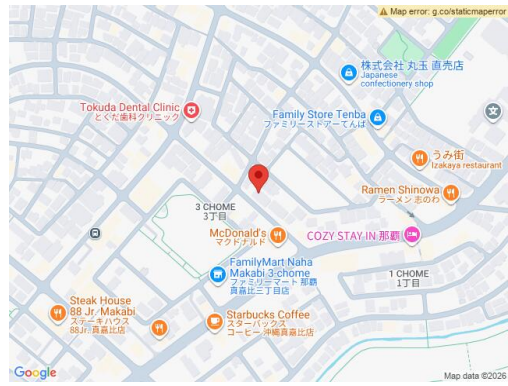 Map error: g.co/staticmaperror
株式会社 丸玉 直売店
Japanese
confectionery shop
Tokuda Dental Clinic
とくだ歯科クリニック
Family Store Tenba
ファミリーストアーてんば
うみ街
Izakaya restaurant
Ramen Shinowa
ラーメン 志のわ
3 CHOME
3丁目
McDonald's
マクドナルド
COZY STAY IN 那覇
FamilyMart Naha
Makabi 3-chome
ファミリーマート 那覇
真嘉比三丁目店
1 CHOME
1丁目
Steak House
88 Jr. Makabi
ステーキハウス
88Jr. 真嘉比店
Starbucks Coffee
スターバックス
コーヒー 沖縄真嘉比店
文
Google
Map data ©2026